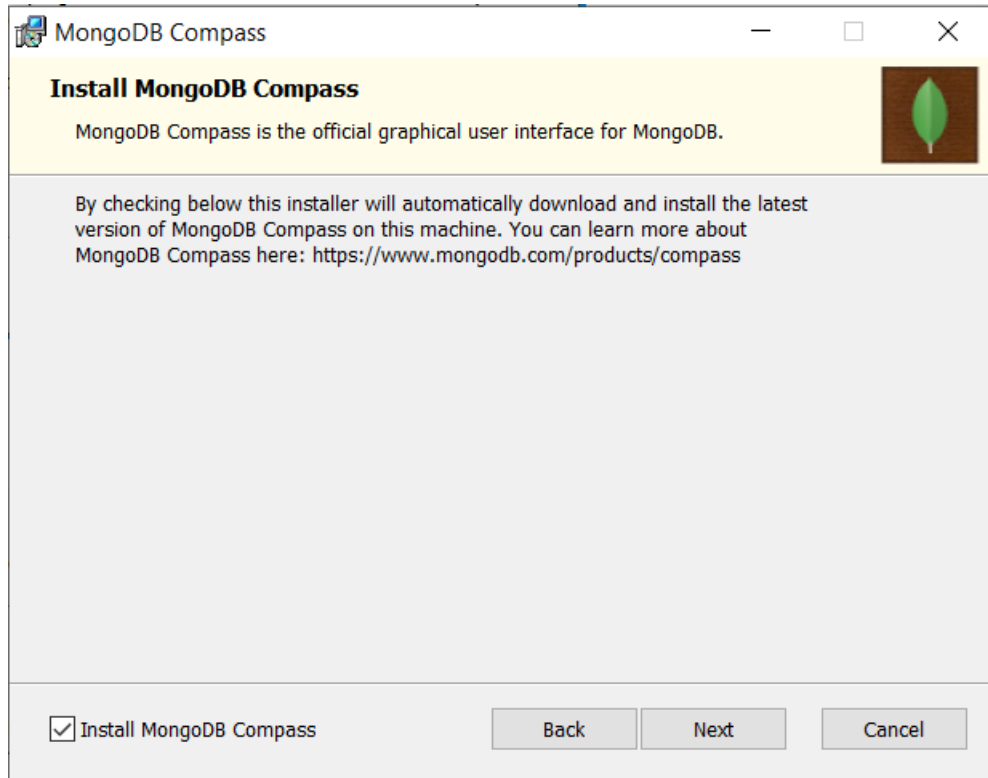 MongoDB Compass
Install MongoDB Compass
MongoDB Compass is the official graphical user interface for MongoDB.
By checking below this installer will automatically download and install the latest
version of MongoDB Compass on this machine. You can learn more about
MongoDB Compass here: https://www.mongodb.com/products/compass
Install MongoDB Compass
Back
Next
Cancel